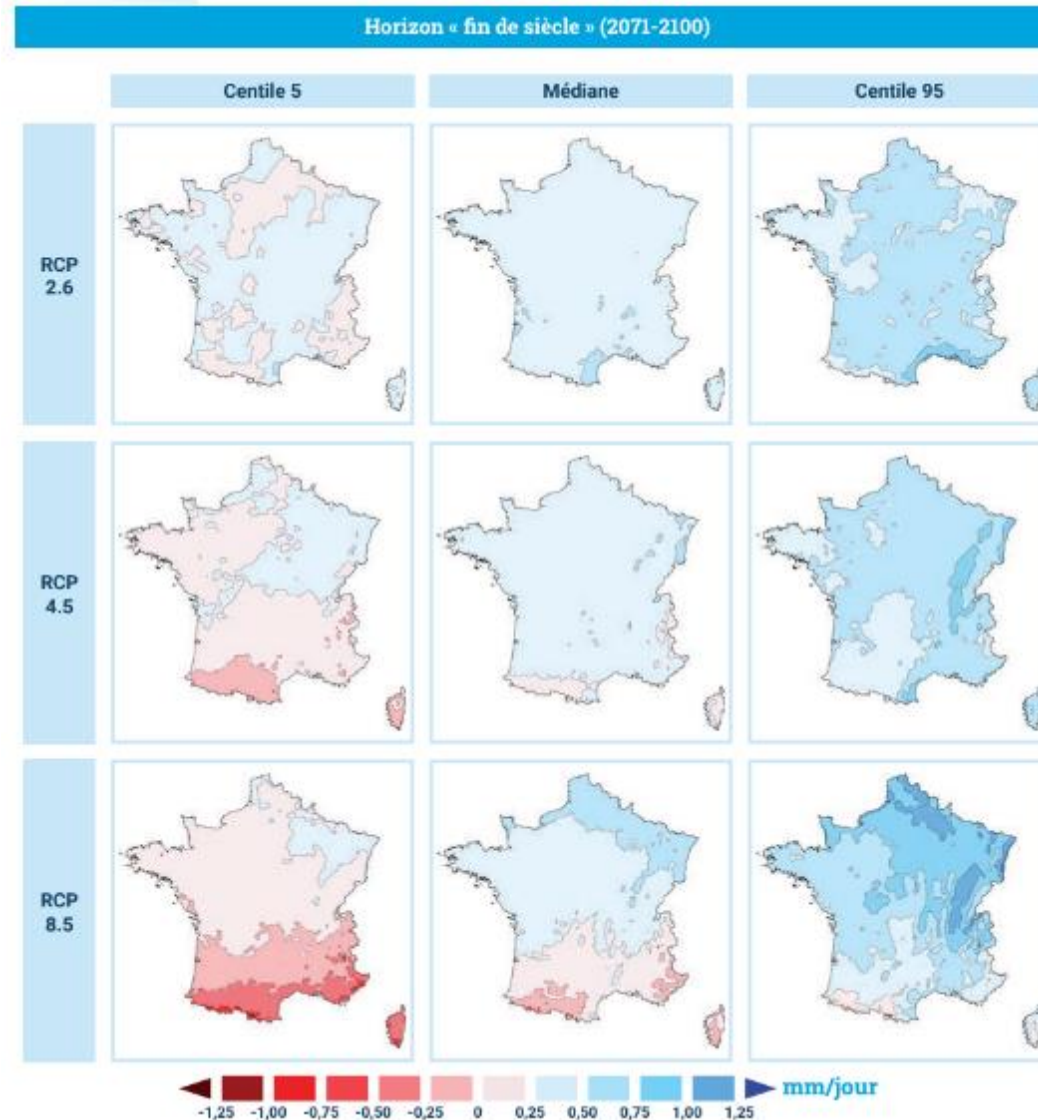 Horizon « fin de siècle » (2071-2100)
Centile 5
Médiane
Centile 95
RCP
2.6
RCP
4.5
RCP
8.5
-1,25 -1,00 -0,75 -0,50 -0,25 0 0,25 0,50 0,75 1,00 1,25 mm/jour